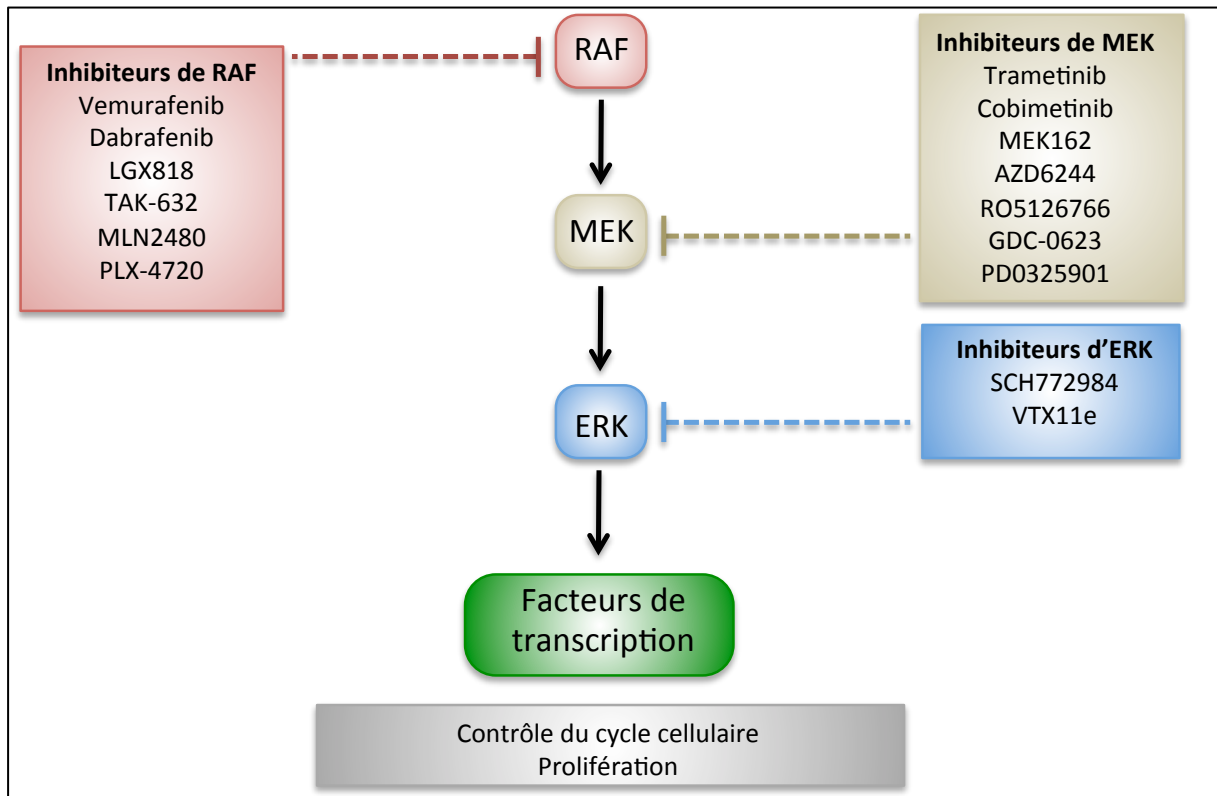 Inhibiteurs de RAF
Vemurafenib
Dabrafenib
LGX818
TAK-632
MLN2480
PLX-4720
RAF
MEK
ERK
Facteurs de
transcription
Contrôle du cycle cellulaire
Prolifération
Inhibiteurs de MEK
Trametinib
Cobimetinib
MEK162
AZD6244
RO5126766
GDC-0623
PD0325901
Inhibiteurs d’ERK
SCH772984
VTX11e